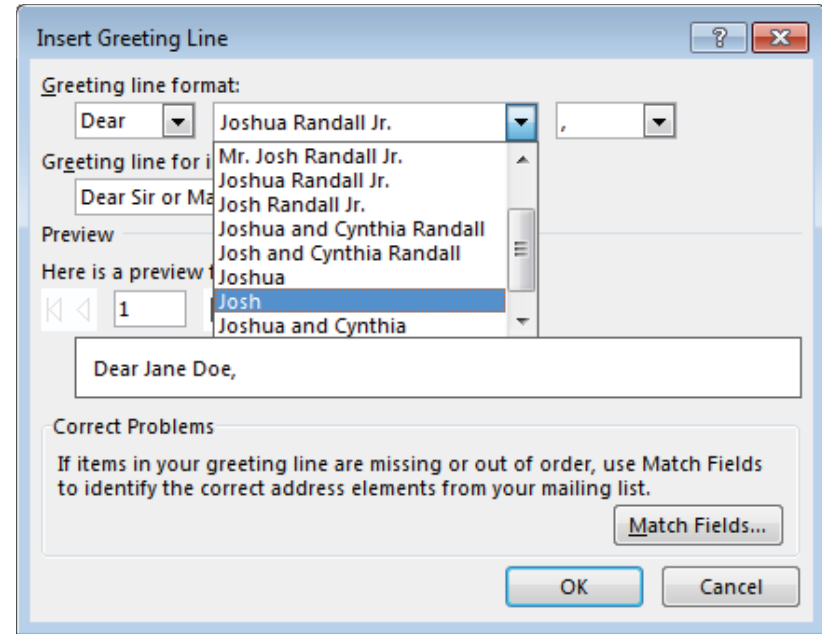 Insert Greeting Line
Greeting line format:
Dear Joshua Randall Jr. ,
Mr. Josh Randall Jr.
Greeting line for i
Joshua Randall Jr.
Dear Sir or Ma
Josh Randall Jr.
Joshua and Cynthia Randall
Preview
Josh and Cynthia Randall
Here is a preview
Joshua
1
Josh
Joshua and Cynthia
Dear Jane Doe,
Correct Problems
If items in your greeting line are missing or out of order, use Match Fields
to identify the correct address elements from your mailing list.
Match Fields...
OK Cancel